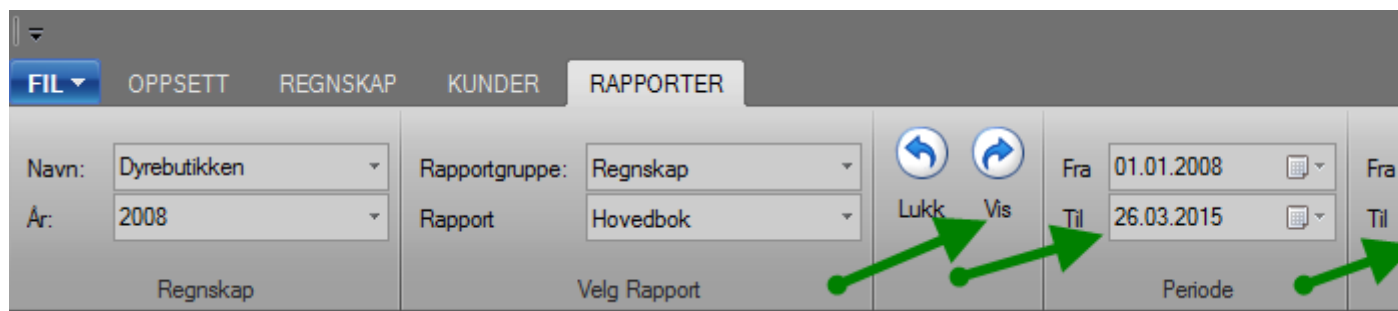 FIL OPPSETT REGNSKAP KUNDER RAPPORTER
Navn: Dyrebutikken Rapportgruppe: Regnskap Fra 01.01.2008 Fra
År: 2008 Rapport Hovedbok Lukk Vis Til 26.03.2015 Til
Regnskap Velg Rapport Periode